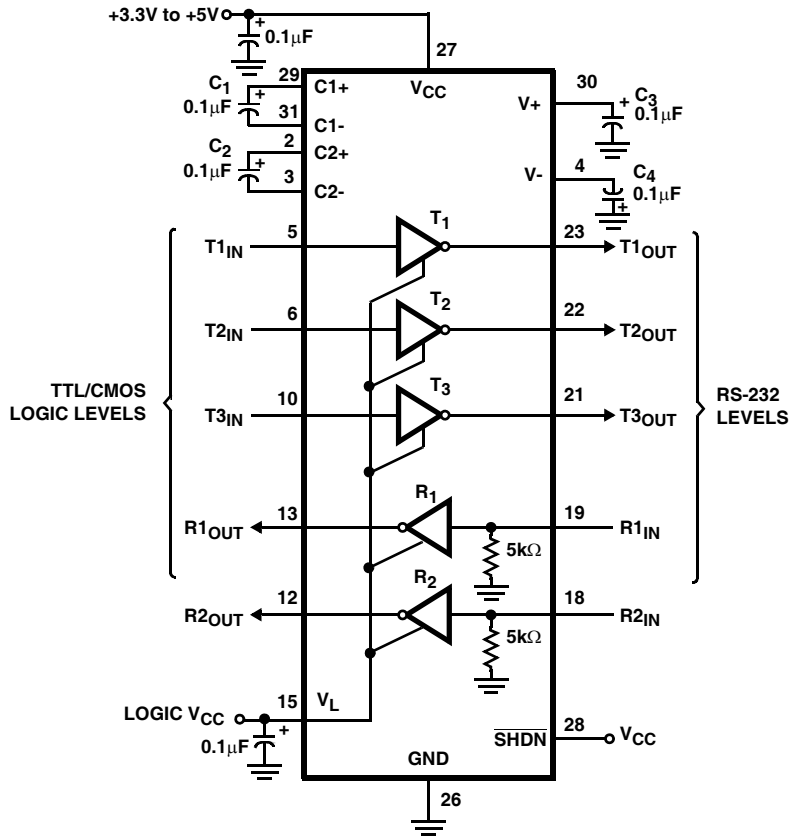 +3.3V to +5V
+
0.1µF
27
29
C1+
VCC
C1
+
0.1µF
31
C1-
2
C2+
C2
+
0.1µF
3
C2-
30
V+
+
C3
0.1µF
4
V-
C4
0.1µF
+
T1
T1IN
5
23
T1OUT
T2
T2IN
6
22
T2OUT
T3
T3IN
10
21
T3OUT
TTL/CMOS
LOGIC LEVELS
RS-232
LEVELS
R1
R1OUT
13
19
R1IN
5kΩ
R2
R2OUT
12
18
R2IN
5kΩ
LOGIC VCC
15
VL
+
0.1µF
SHDN
28
VCC
GND
26